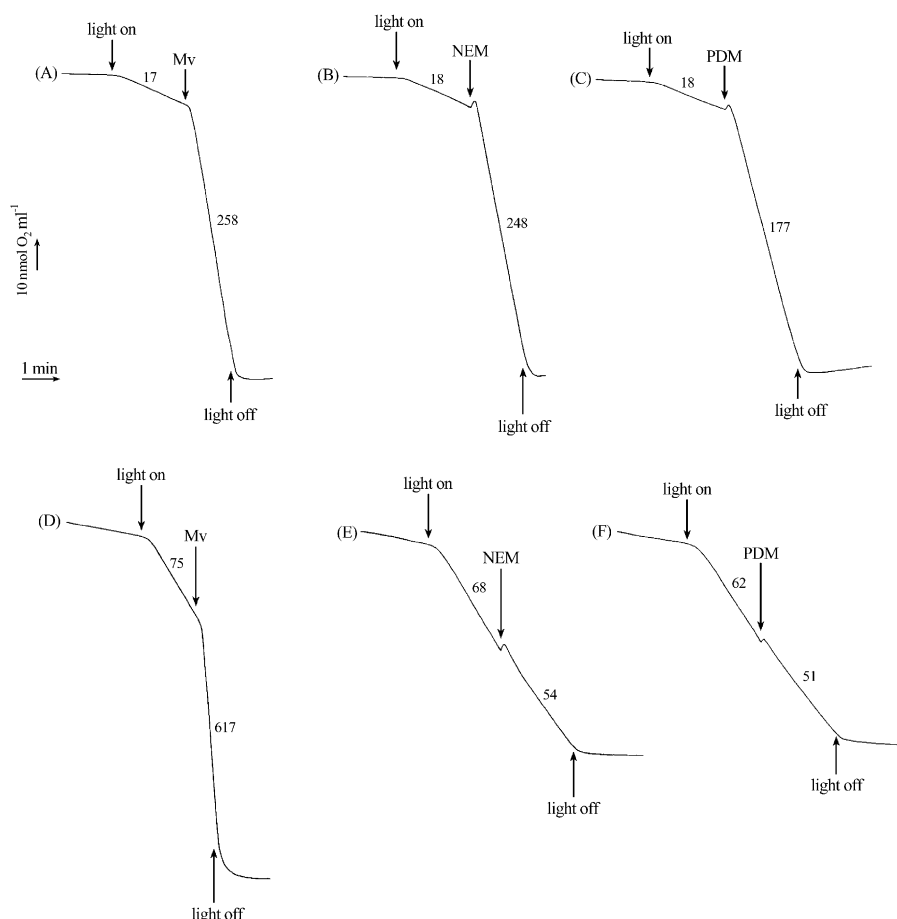 light on
Mv
(A)
17
258
light off
light on
NEM
(B)
18
248
light off
light on
PDM
(C)
18
177
light off
10 nmol O₂ ml⁻¹
1 min
light on
(D)
Mv
75
617
light off
light on
(E)
NEM
68
54
light off
light on
(F)
PDM
62
51
light off